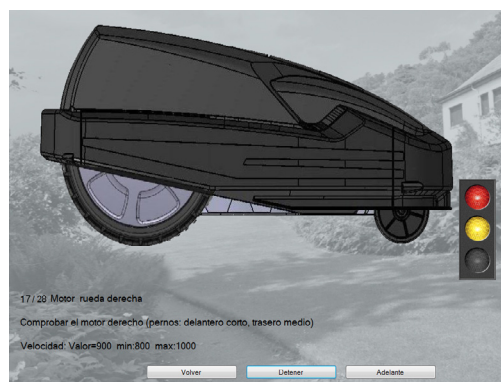 17 / 28 Motor rueda derecha
Comprobar el motor derecho (pernos: delantero corto, trasero medio)
Velocidad: Valor=900 min:800 max:1000
Volver Detener Adelante